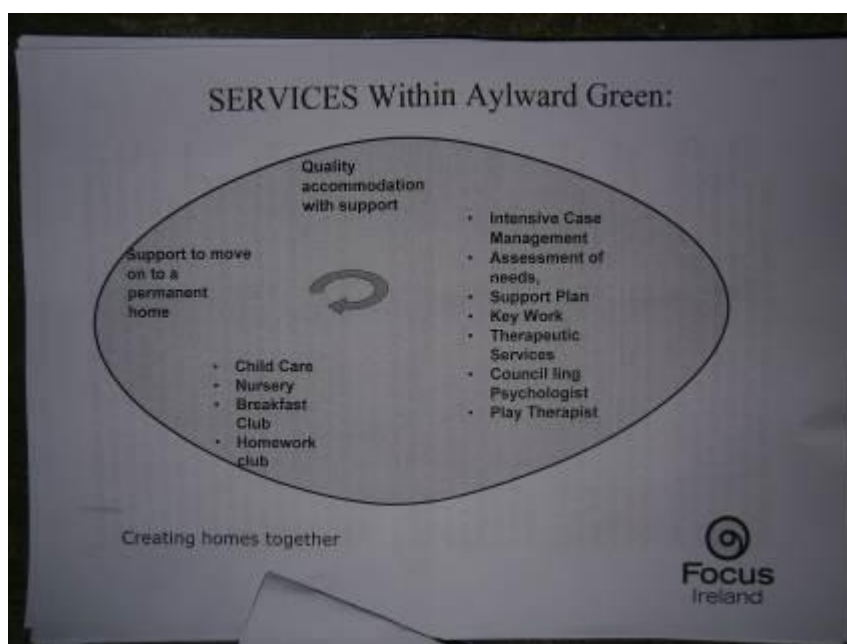 SERVICES Within Aylward Green:
Quality
accommodation
with support
• Intensive Case
Management
• Assessment of
needs,
• Support Plan
• Key Work
• Therapeutic
Services
• Council ling
Psychologist
• Play Therapist
Support to move
on to a
permanent
home
• Child Care
• Nursery
• Breakfast
Club
• Homework
club
Creating homes together
FOCUS
Ireland